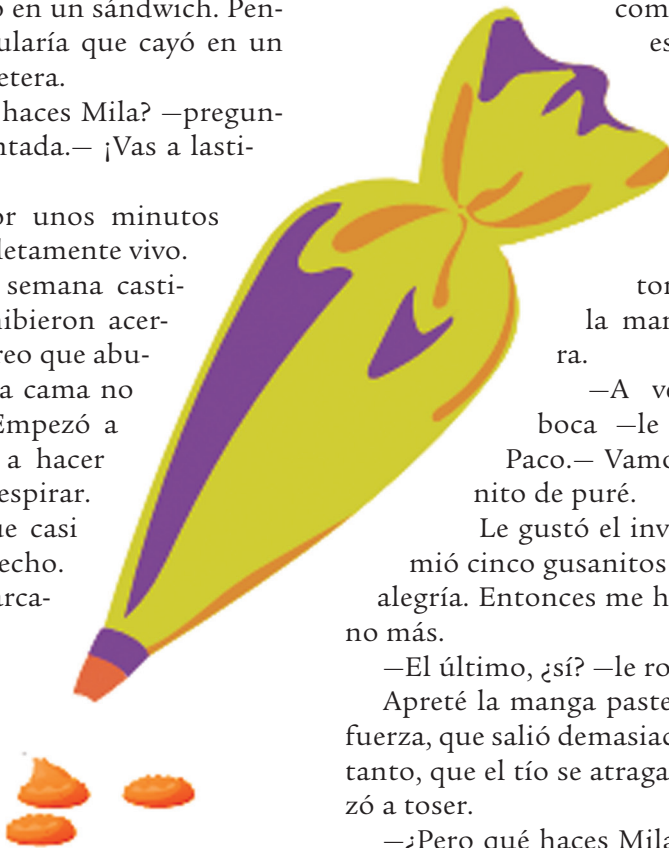 o en un sándwich. Pen-
ularía que cayó en un
etera.
haces Mila? —pregun-
ntada.— ¡Vas a lasti-
or unos minutos
letamente vivo.
semana casti-
hibieron acer-
reo que abu-
a cama no
Empezó a
a hacer
espirar.
ue casi
echo.
arca-
com
es
tor
la man
ra.
—A ve
boca —le
Paco.— Vamo
nito de puré.
Le gustó el inv
mió cinco gusanitos
alegría. Entonces me h
no más.
—El último, ¿sí? —le ro
Apreté la manga paste
fuerza, que salió demasiad
tanto, que el tío se atraga
zó a toser.
—¿Pero qué haces Mila